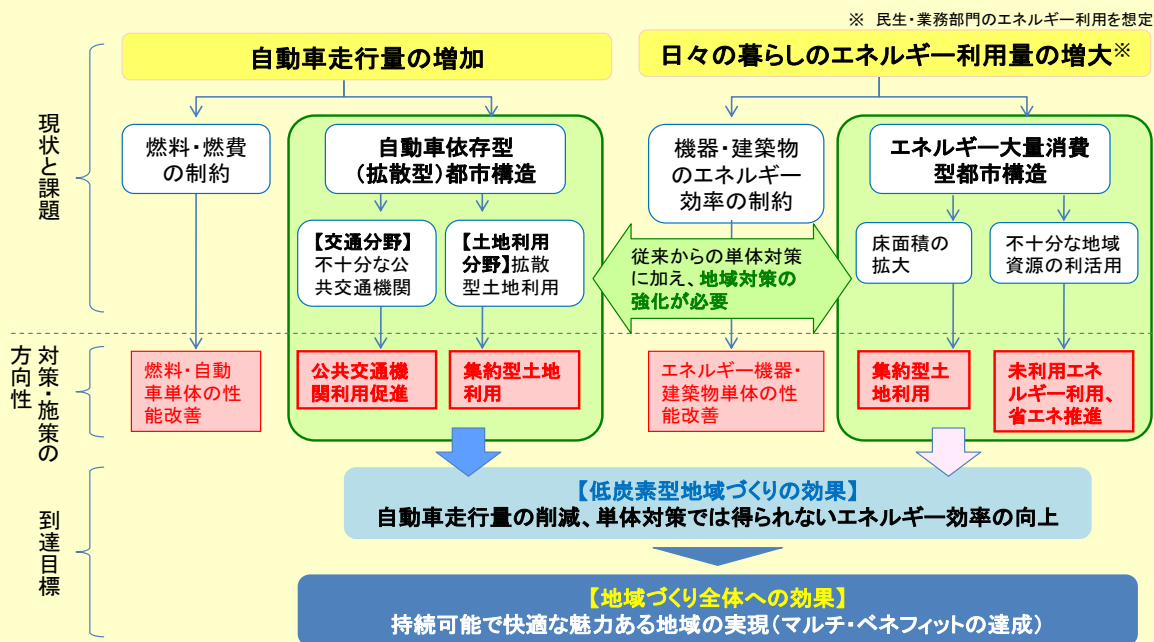 ※ 民生・業務部門のエネルギー利用を想定
自動車走行量の増加
日々の暮らしのエネルギー利用量の増大※
現状と課題
燃料・燃費
の制約
自動車依存型
(拡散型)都市構造
機器・建築物
のエネルギー
効率の制約
エネルギー大量消費
型都市構造
【交通分野】
不十分な公
共交通機関
【土地利用
分野】拡散
型土地利用
従来からの単体対策
に加え、地域対策の
強化が必要
床面積の
拡大
不十分な地域
資源の利活用
対策・施策の
方向性
燃料・自動
車単体の性
能改善
公共交通機
関利用促進
集約型土地
利用
エネルギー機器・
建築物単体の性
能改善
集約型土
地利用
未利用エネ
ルギー利用、
省エネ推進
到達目標
【低炭素型地域づくりの効果】
自動車走行量の削減、単体対策では得られないエネルギー効率の向上
【地域づくり全体への効果】
持続可能で快適な魅力ある地域の実現(マルチ・ベネフィットの達成)